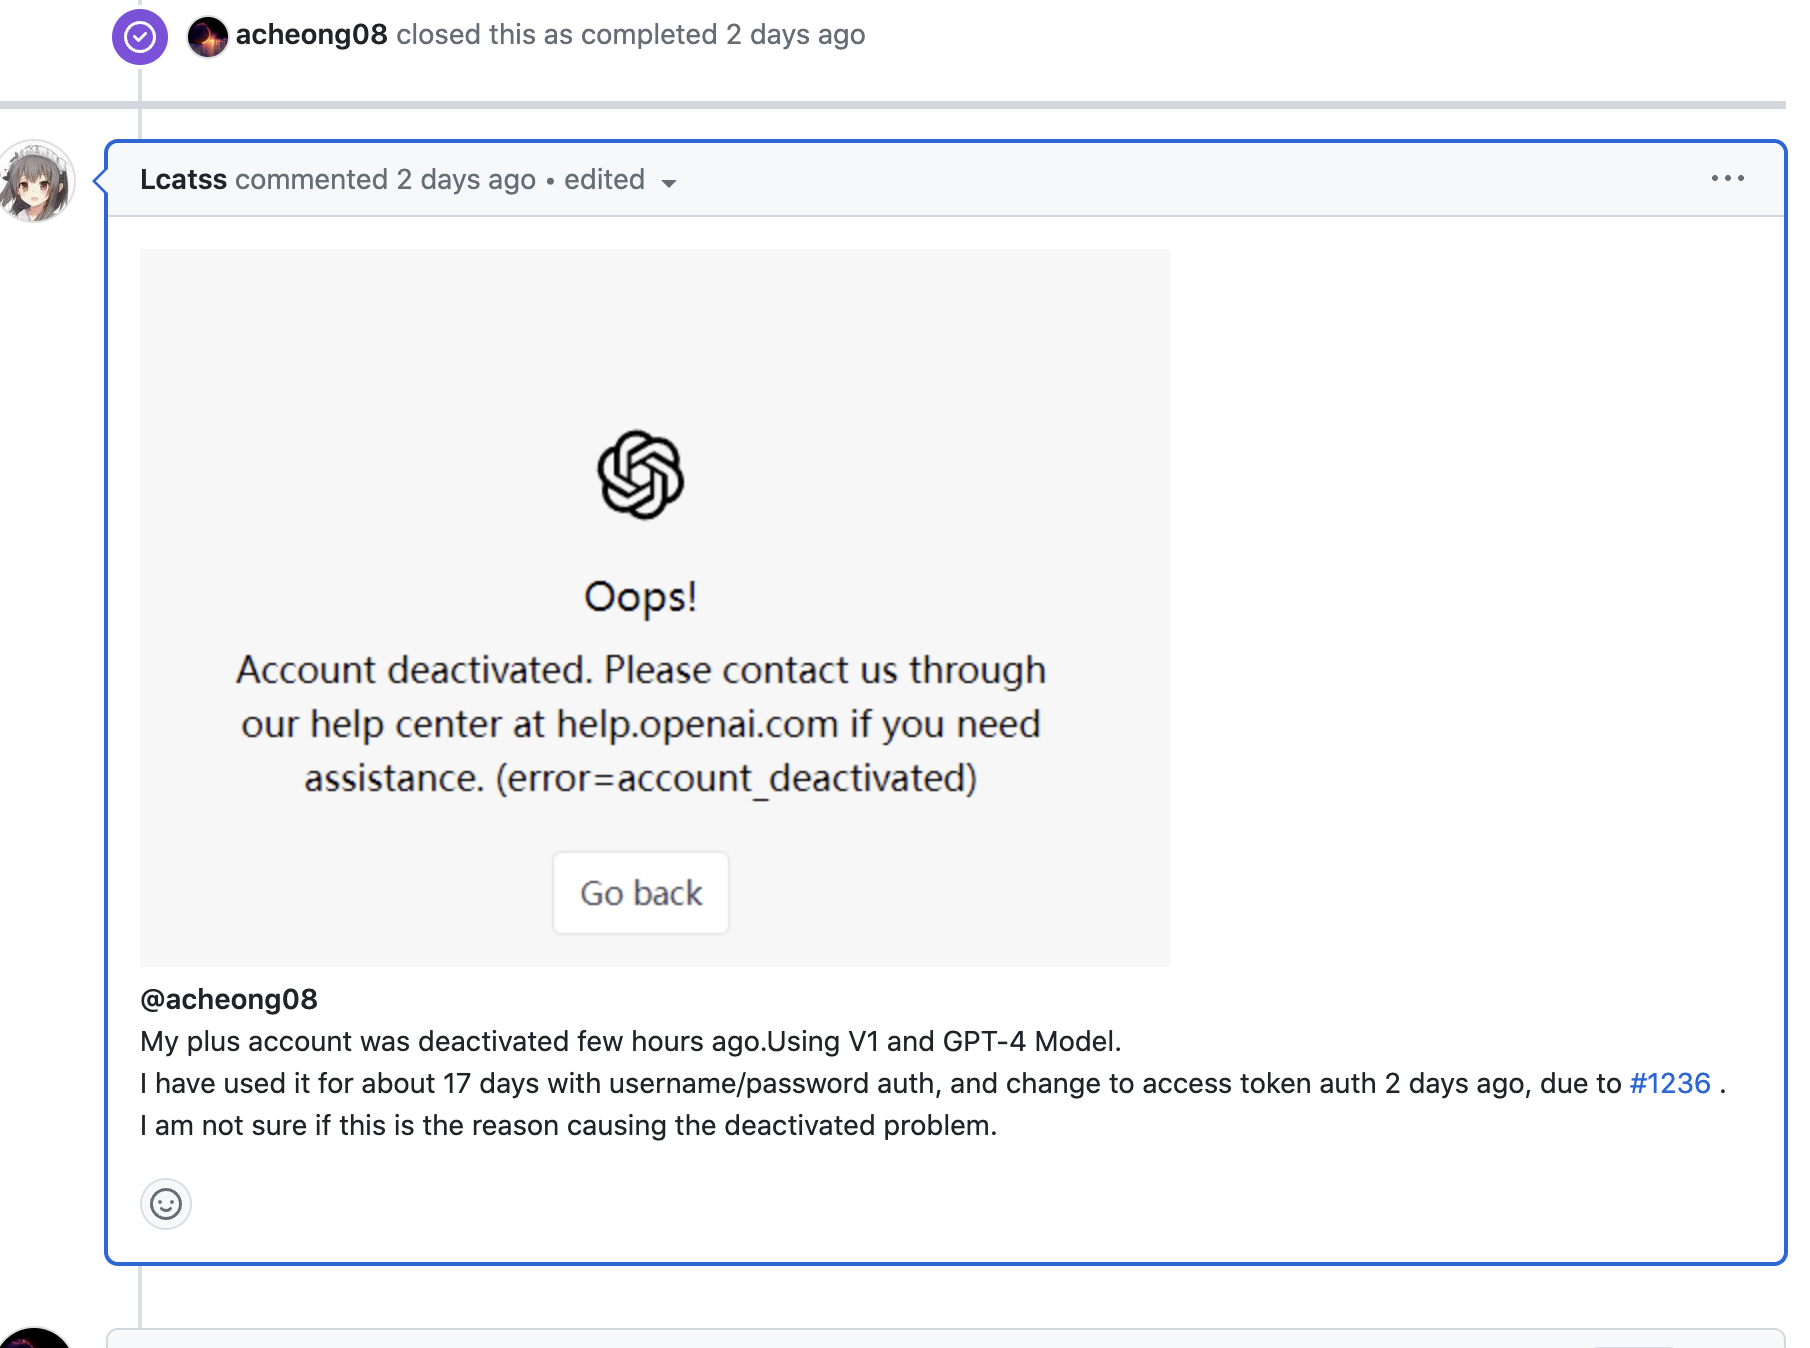 acheong08 closed this as completed 2 days ago
Lcatss commented 2 days ago • edited
Oops!
Account deactivated. Please contact us through
our help center at help.openai.com if you need
assistance. (error=account_deactivated)
Go back
@acheong08
My plus account was deactivated few hours ago.Using V1 and GPT-4 Model.
I have used it for about 17 days with username/password auth, and change to access token auth 2 days ago, due to #1236 .
I am not sure if this is the reason causing the deactivated problem.